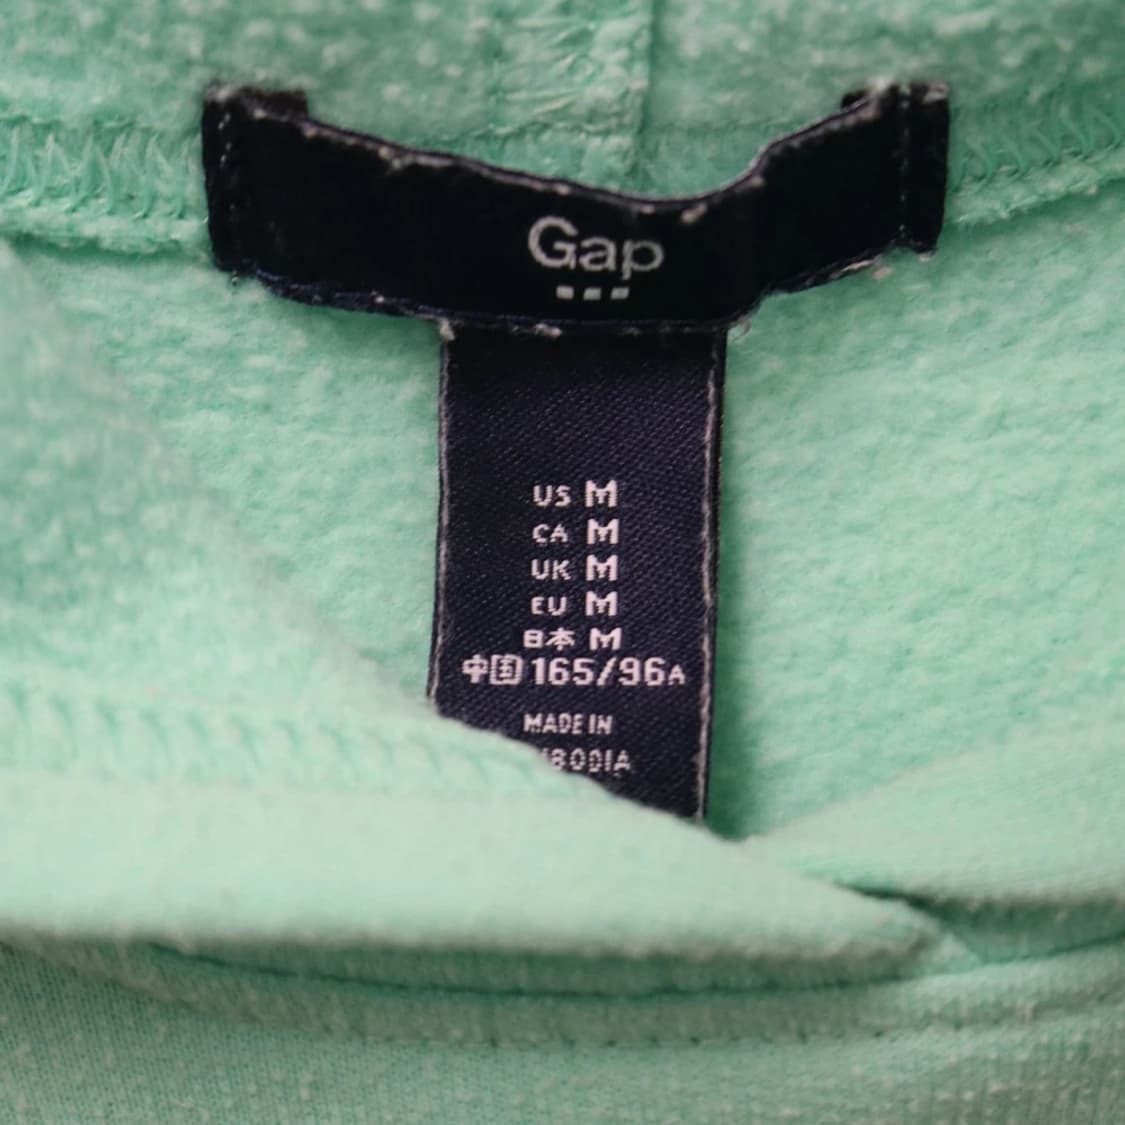 Gap
US M
CA M
UK M
EU M
日本 M
中国 165/96A
MADE IN